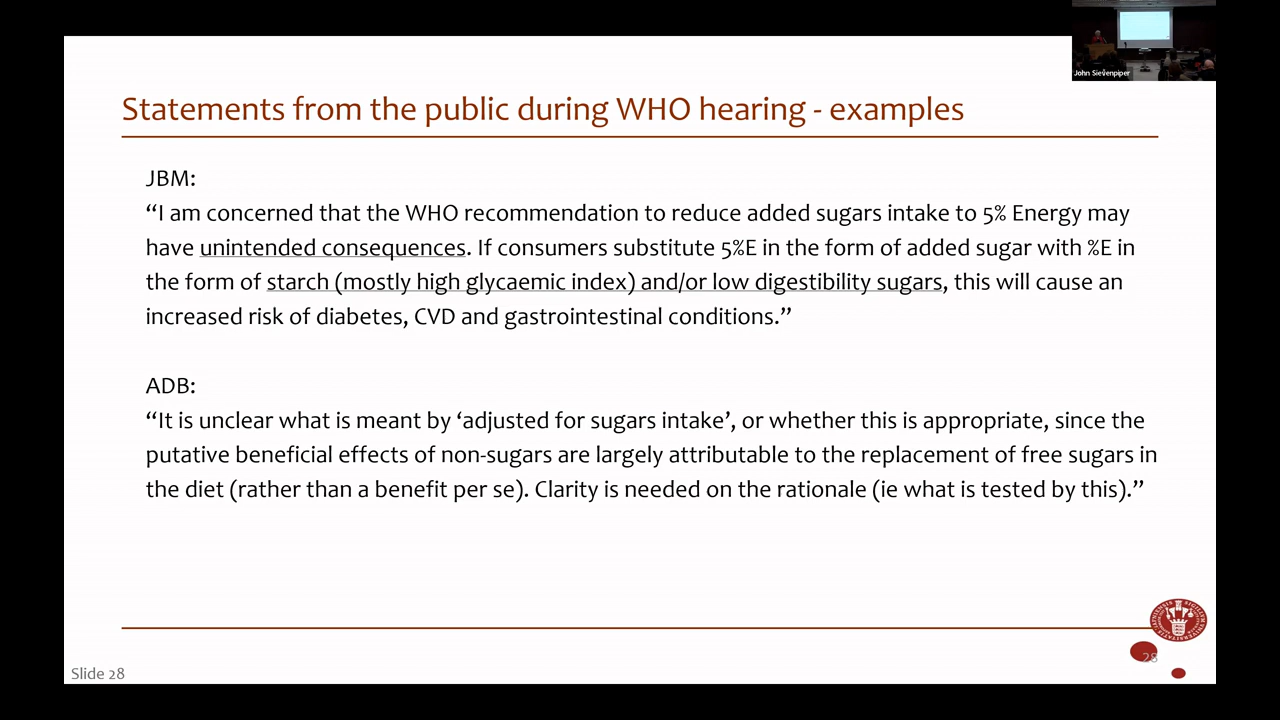 John Sievenpiper
Statements from the public during WHO hearing - examples
JBM:
“I am concerned that the WHO recommendation to reduce added sugars intake to 5% Energy may
have unintended consequences. If consumers substitute 5%E in the form of added sugar with %E in
the form of starch (mostly high glycaemic index) and/or low digestibility sugars, this will cause an
increased risk of diabetes, CVD and gastrointestinal conditions.”
ADB:
“It is unclear what is meant by ‘adjusted for sugars intake’, or whether this is appropriate, since the
putative beneficial effects of non-sugars are largely attributable to the replacement of free sugars in
the diet (rather than a benefit per se). Clarity is needed on the rationale (ie what is tested by this).”
28
Slide 28